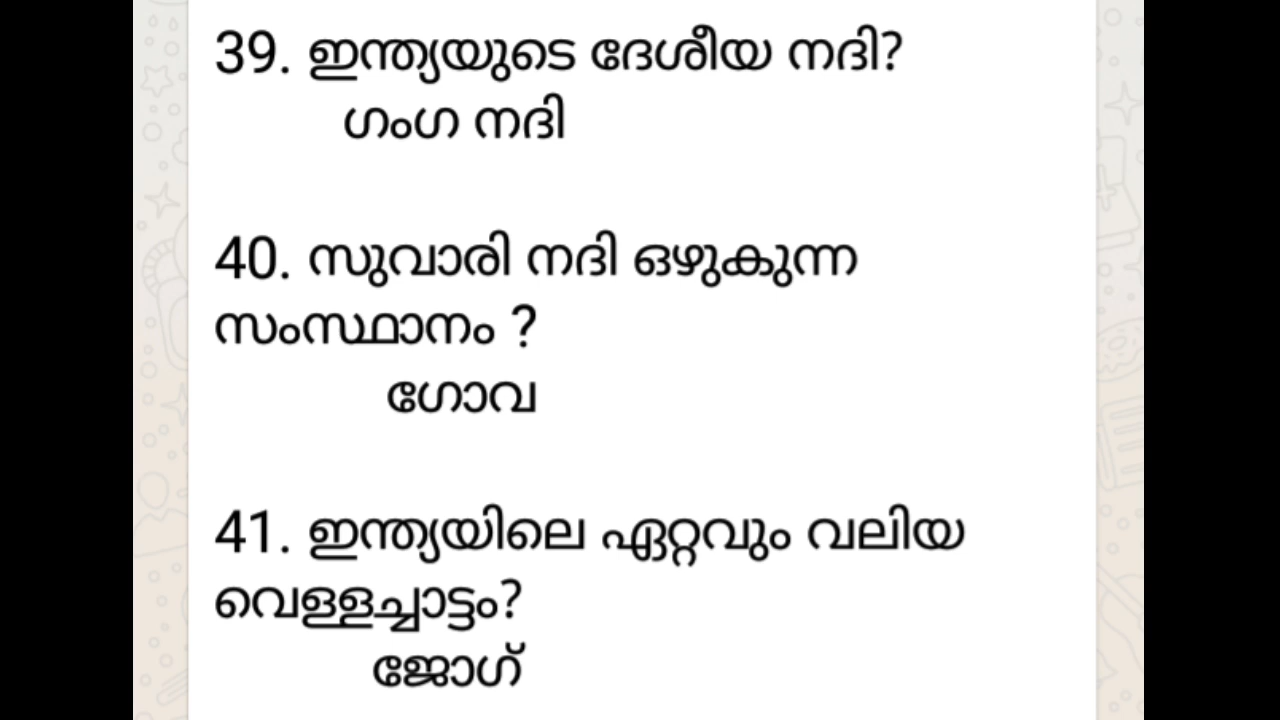 39. ഇന്ത്യയുടെ ദേശീയ നദി?
ഗംഗ നദി
40. സുവാരി നദി ഒഴുകുന്ന
സംസ്ഥാനം ?
ഗോവ
41. ഇന്ത്യയിലെ ഏറ്റവും വലിയ
വെള്ളച്ചാട്ടം?
ജോഗ്